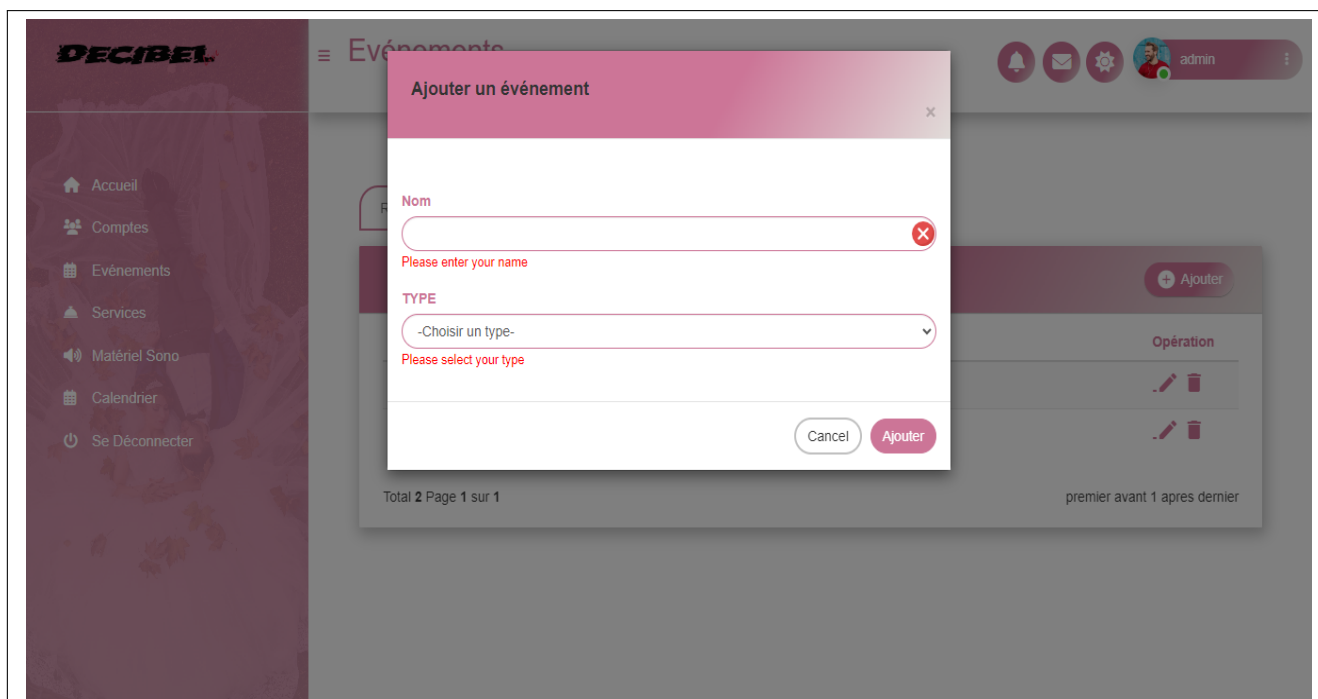 DECIBEL
Evénements
admin
Ajouter un événement
×
Accueil
Comptes
Evénements
Services
Matériel Sono
Calendrier
Se Déconnecter
R
Nom
Please enter your name
TYPE
-Choisir un type-
Please select your type
Cancel
Ajouter
Ajouter
Opération
Total 2 Page 1 sur 1
premier avant 1 apres dernier